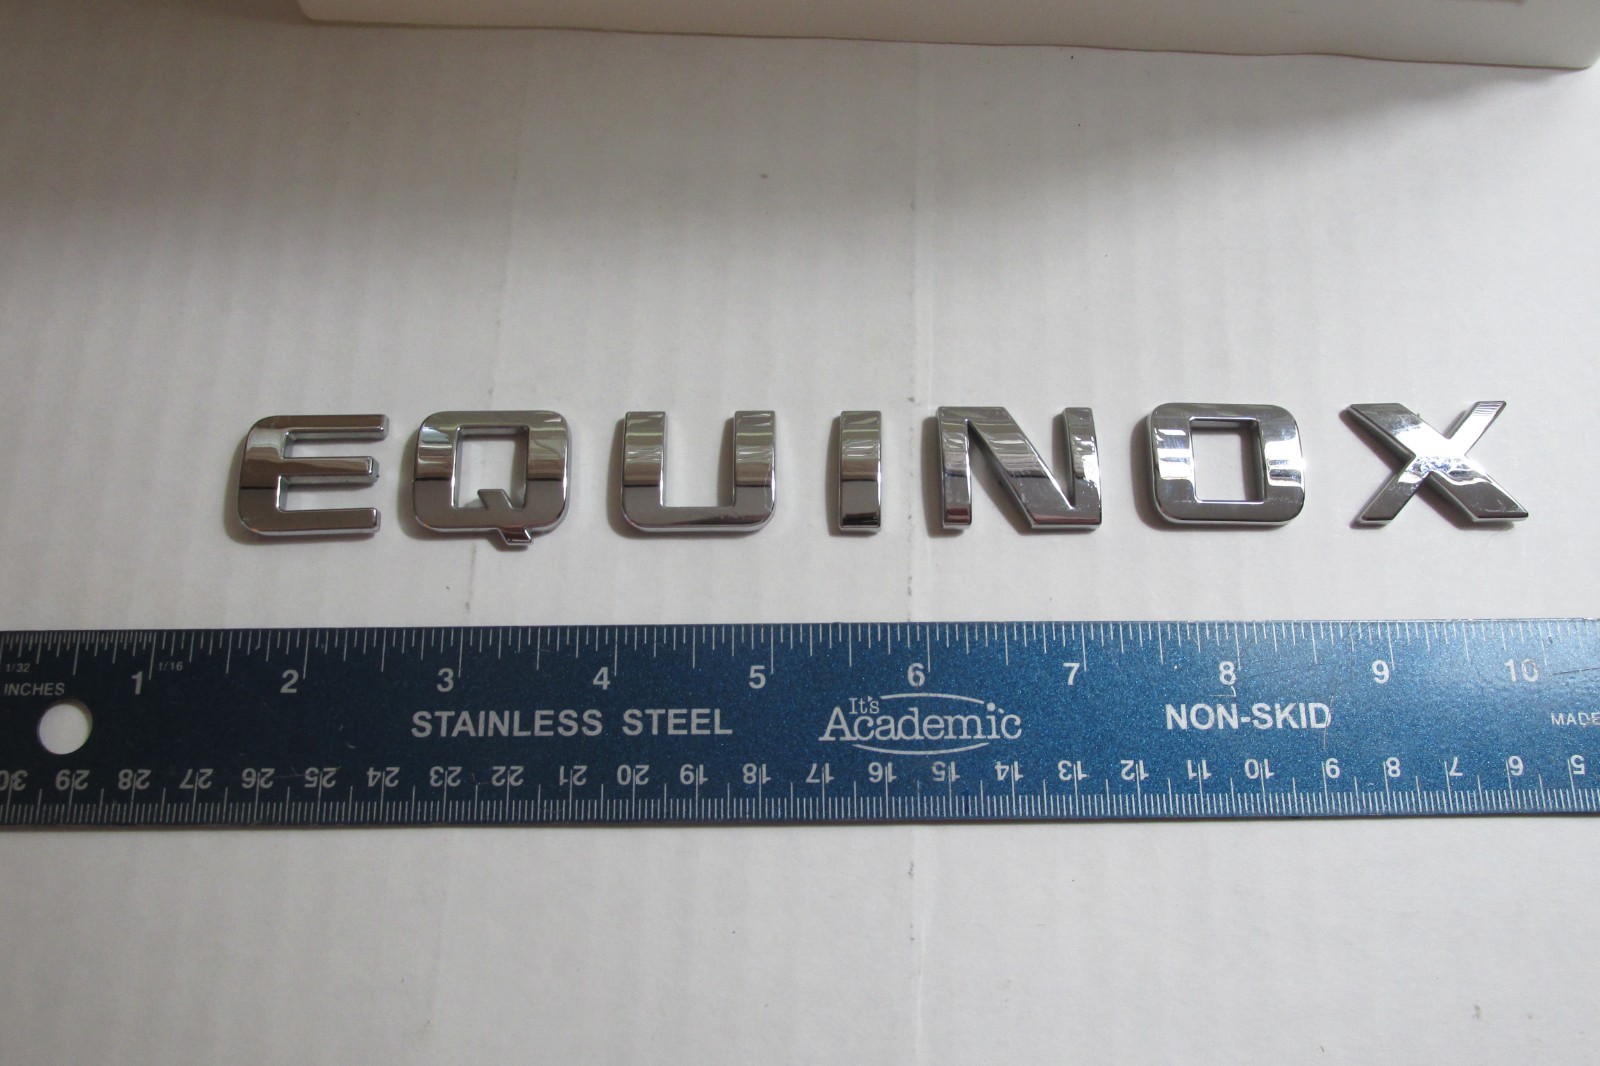 EQUINOX
1/32 1/16
INCHES 1 2 3 4 5 6 7 8 9 10
STAINLESS STEEL It's Academic NON-SKID MADE
30 29 28 27 26 25 24 23 22 21 20 19 18 17 16 15 14 13 12 11 10 9 8 7 6 5